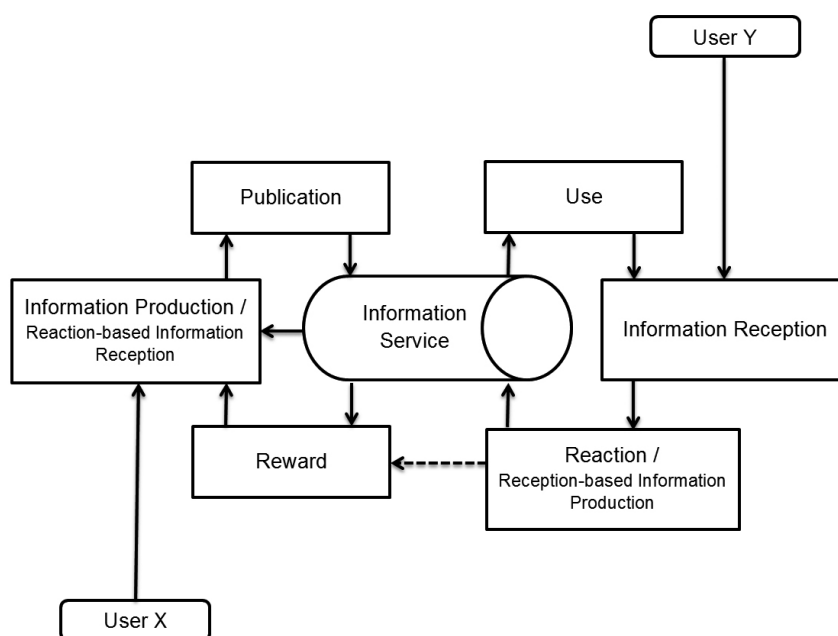 User Y
Publication
Use
Information Production /
Reaction-based Information
Reception
Information
Service
Information Reception
Reward
Reaction /
Reception-based Information
Production
User X